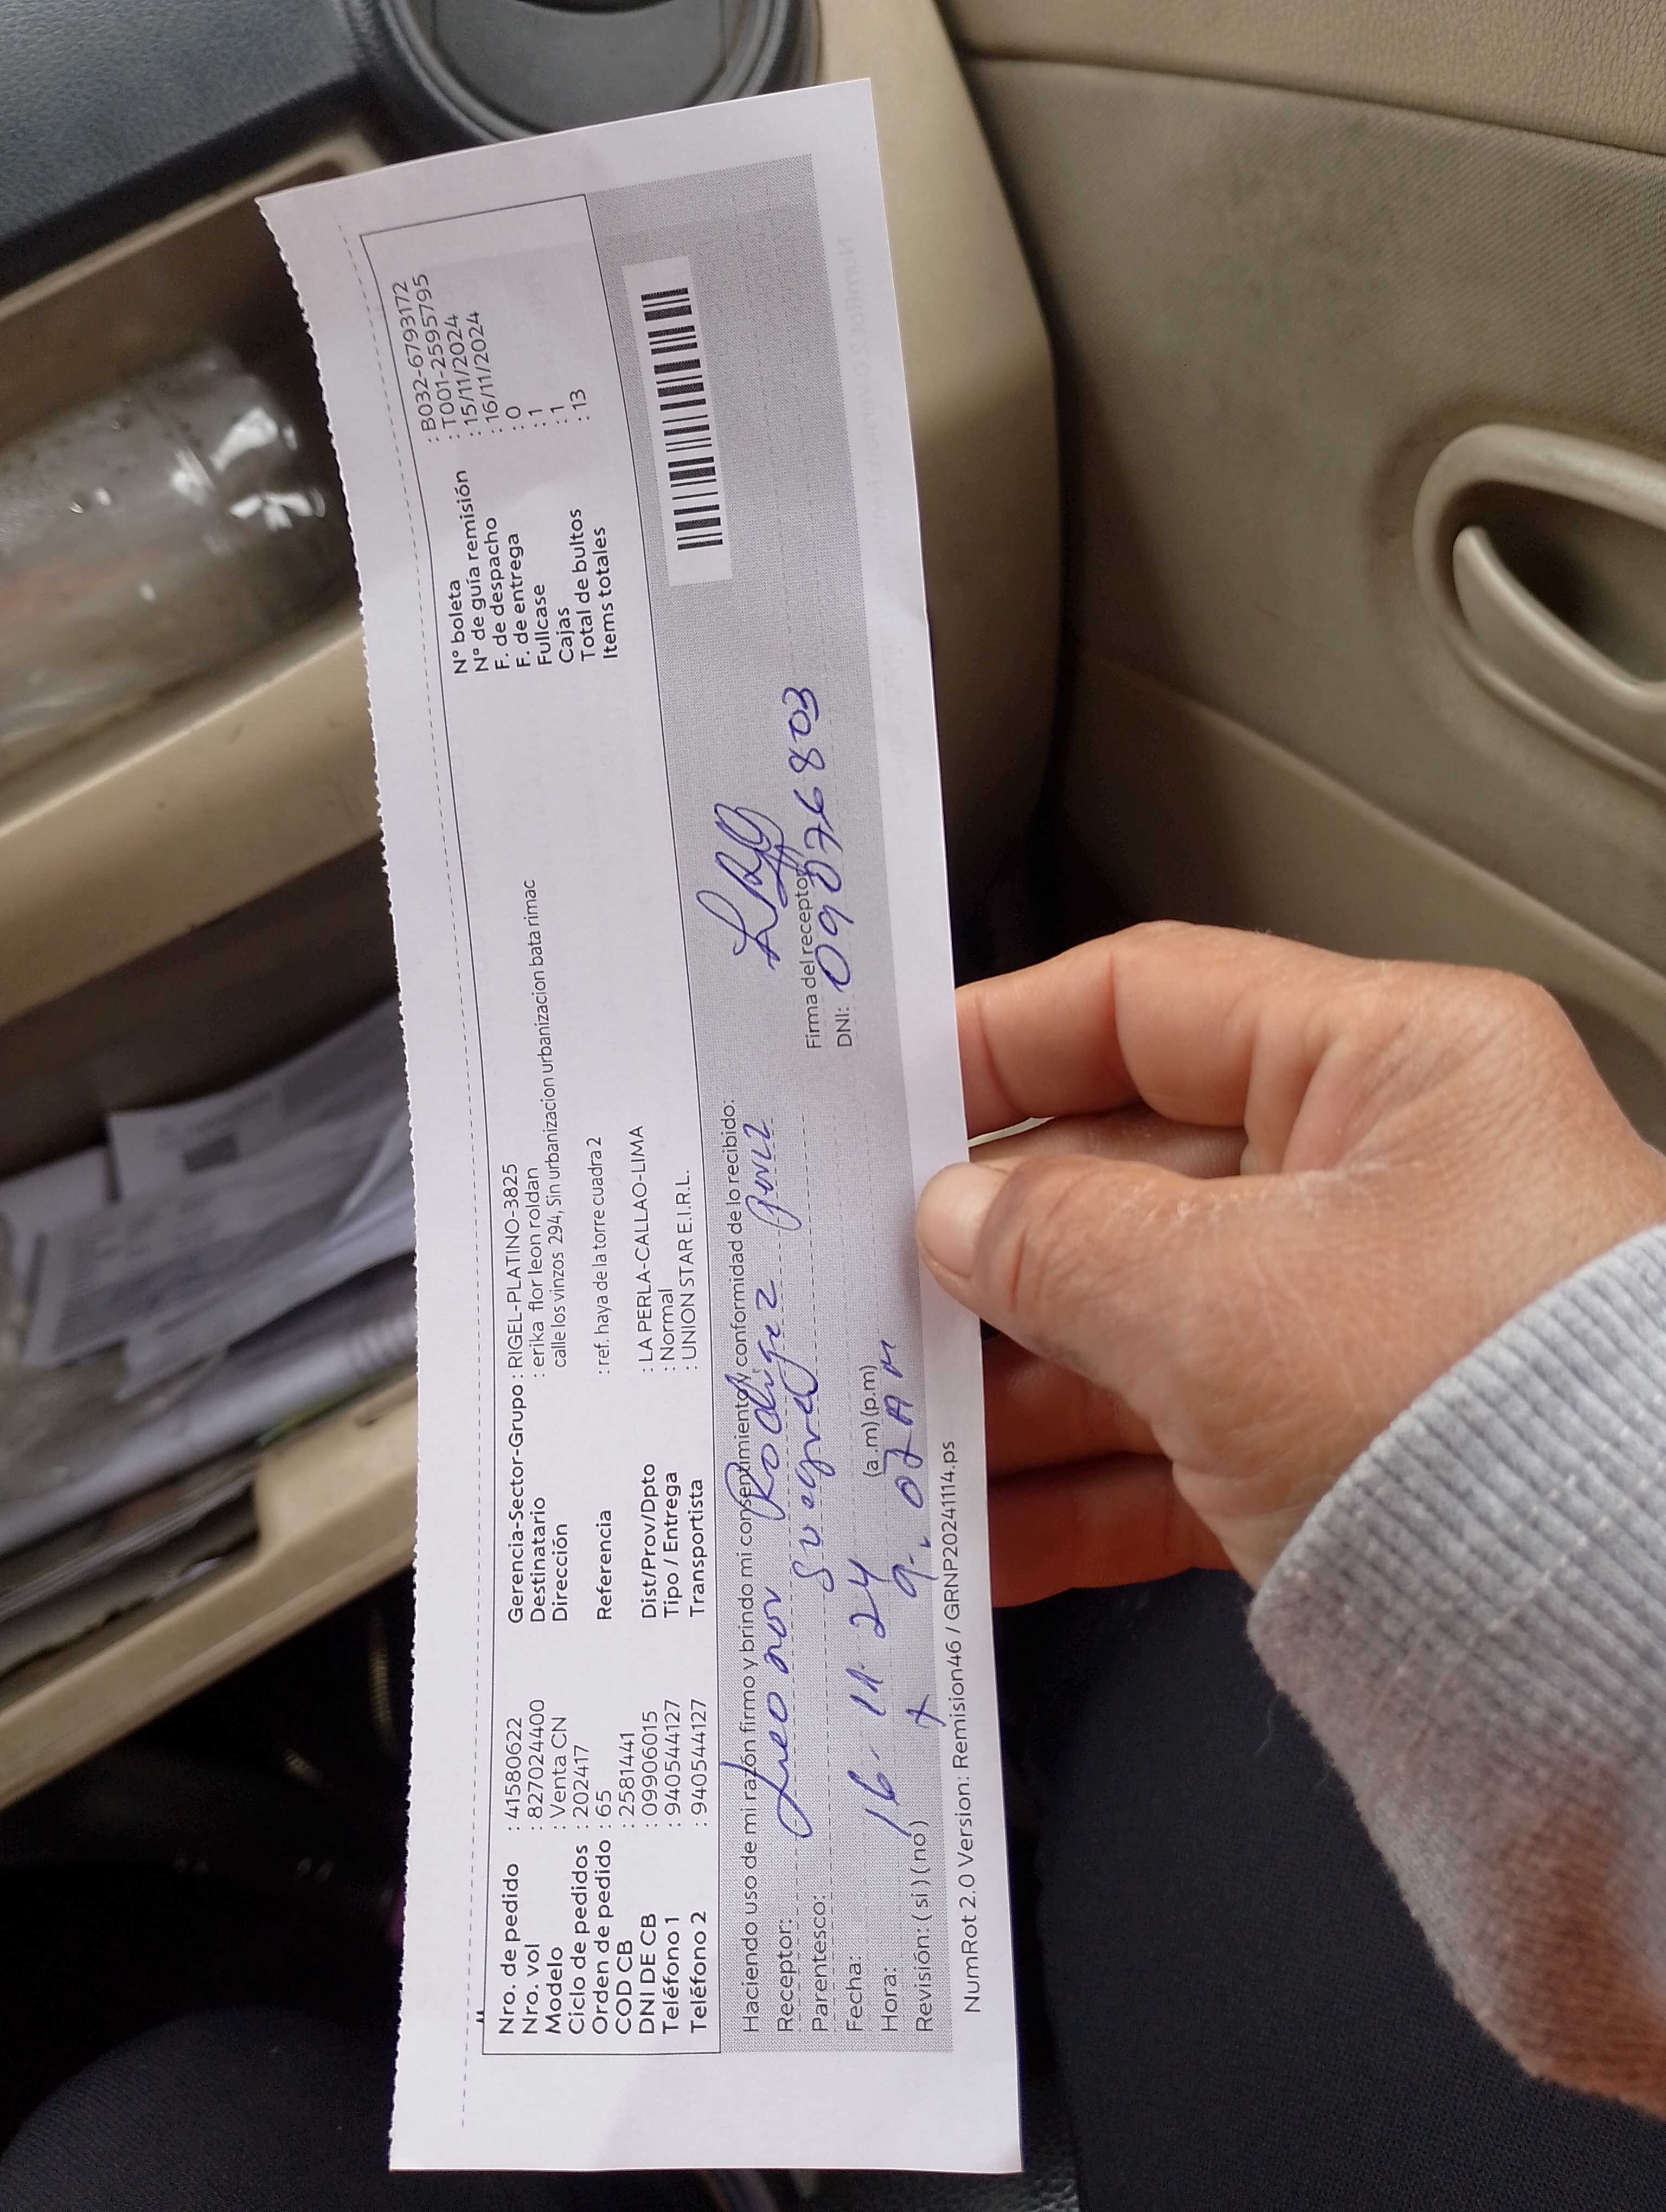 Nro. de pedido : 41580622
Nro. vol : 827024400
Modelo : Venta CN
Ciclo de pedidos : 202417
Orden de pedido : 65
COD CB : 2581441
DNI DE CB : 09906015
Teléfono 1 : 940544127
Teléfono 2 : 940544127
Gerencia-Sector-Grupo : RIGEL-PLATINO-3825
Destinatario : erika flor leon roldan
Dirección calle los vinzos 294, Sin urbanizacion urbanizacion bata rimac
Referencia : ref. haya de la torre cuadra 2
Dist/Prov/Dpto : LA PERLA-CALLAO-LIMA
Tipo / Entrega : Normal
Transportista : UNION STAR E.I.R.L.
N° boleta : B032-6793172
N° de guía remisión : T001-2595795
F. de despacho : 15/11/2024
F. de entrega : 16/11/2024
Fullcase : 0
Cajas : 1
Total de bultos : 1
Items totales : 13
Haciendo uso de mi razón firmo y brindo mi consentimiento y conformidad de lo recibido:
Receptor: Leonor Rodriguez
Parentesco: suegra
Fecha: 16. 11. 24
Hora: 9:07 AM (a.m) (p.m)
Revisión: ( si ) ( no ) x
Firma del receptor
DNI: 09076803
NumRot 2.0 Version: Remision46 / GRNP20241114.ps